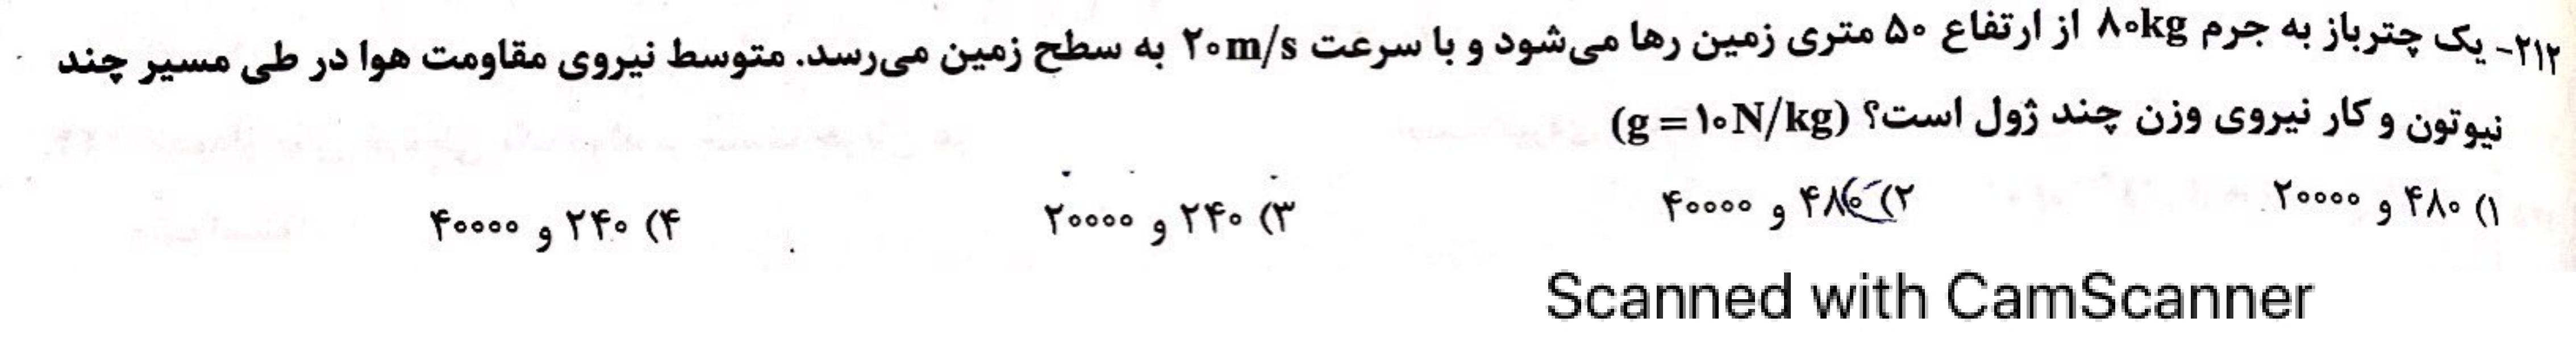 ۲۱۲- یک چترباز به جرم ۸۰kg از ارتفاع ۵۰ متری زمین رها می‌شود و با سرعت ۲۰m/s به سطح زمین می‌رسد. متوسط نیروی مقاومت هوا در طی مسیر چند
نیوتون و کار نیروی وزن چند ژول است؟ (g = ۱۰N/kg)
۱) ۴۸۰ و ۲۰۰۰۰ ۲) ۴۸۰ و ۴۰۰۰۰ ۳) ۲۴۰ و ۲۰۰۰۰ ۴) ۲۴۰ و ۴۰۰۰۰
Scanned with CamScanner